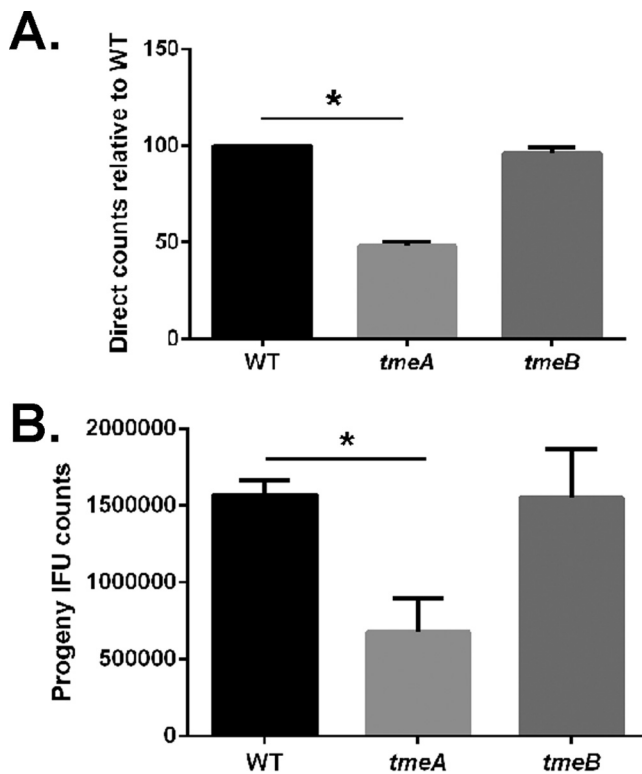 A.
Direct counts relative to WT
150
100
50
0
*
WT tmeA tmeB
B.
Progeny IFU counts
2000000
1500000
1000000
500000
0
*
WT tmeA tmeB